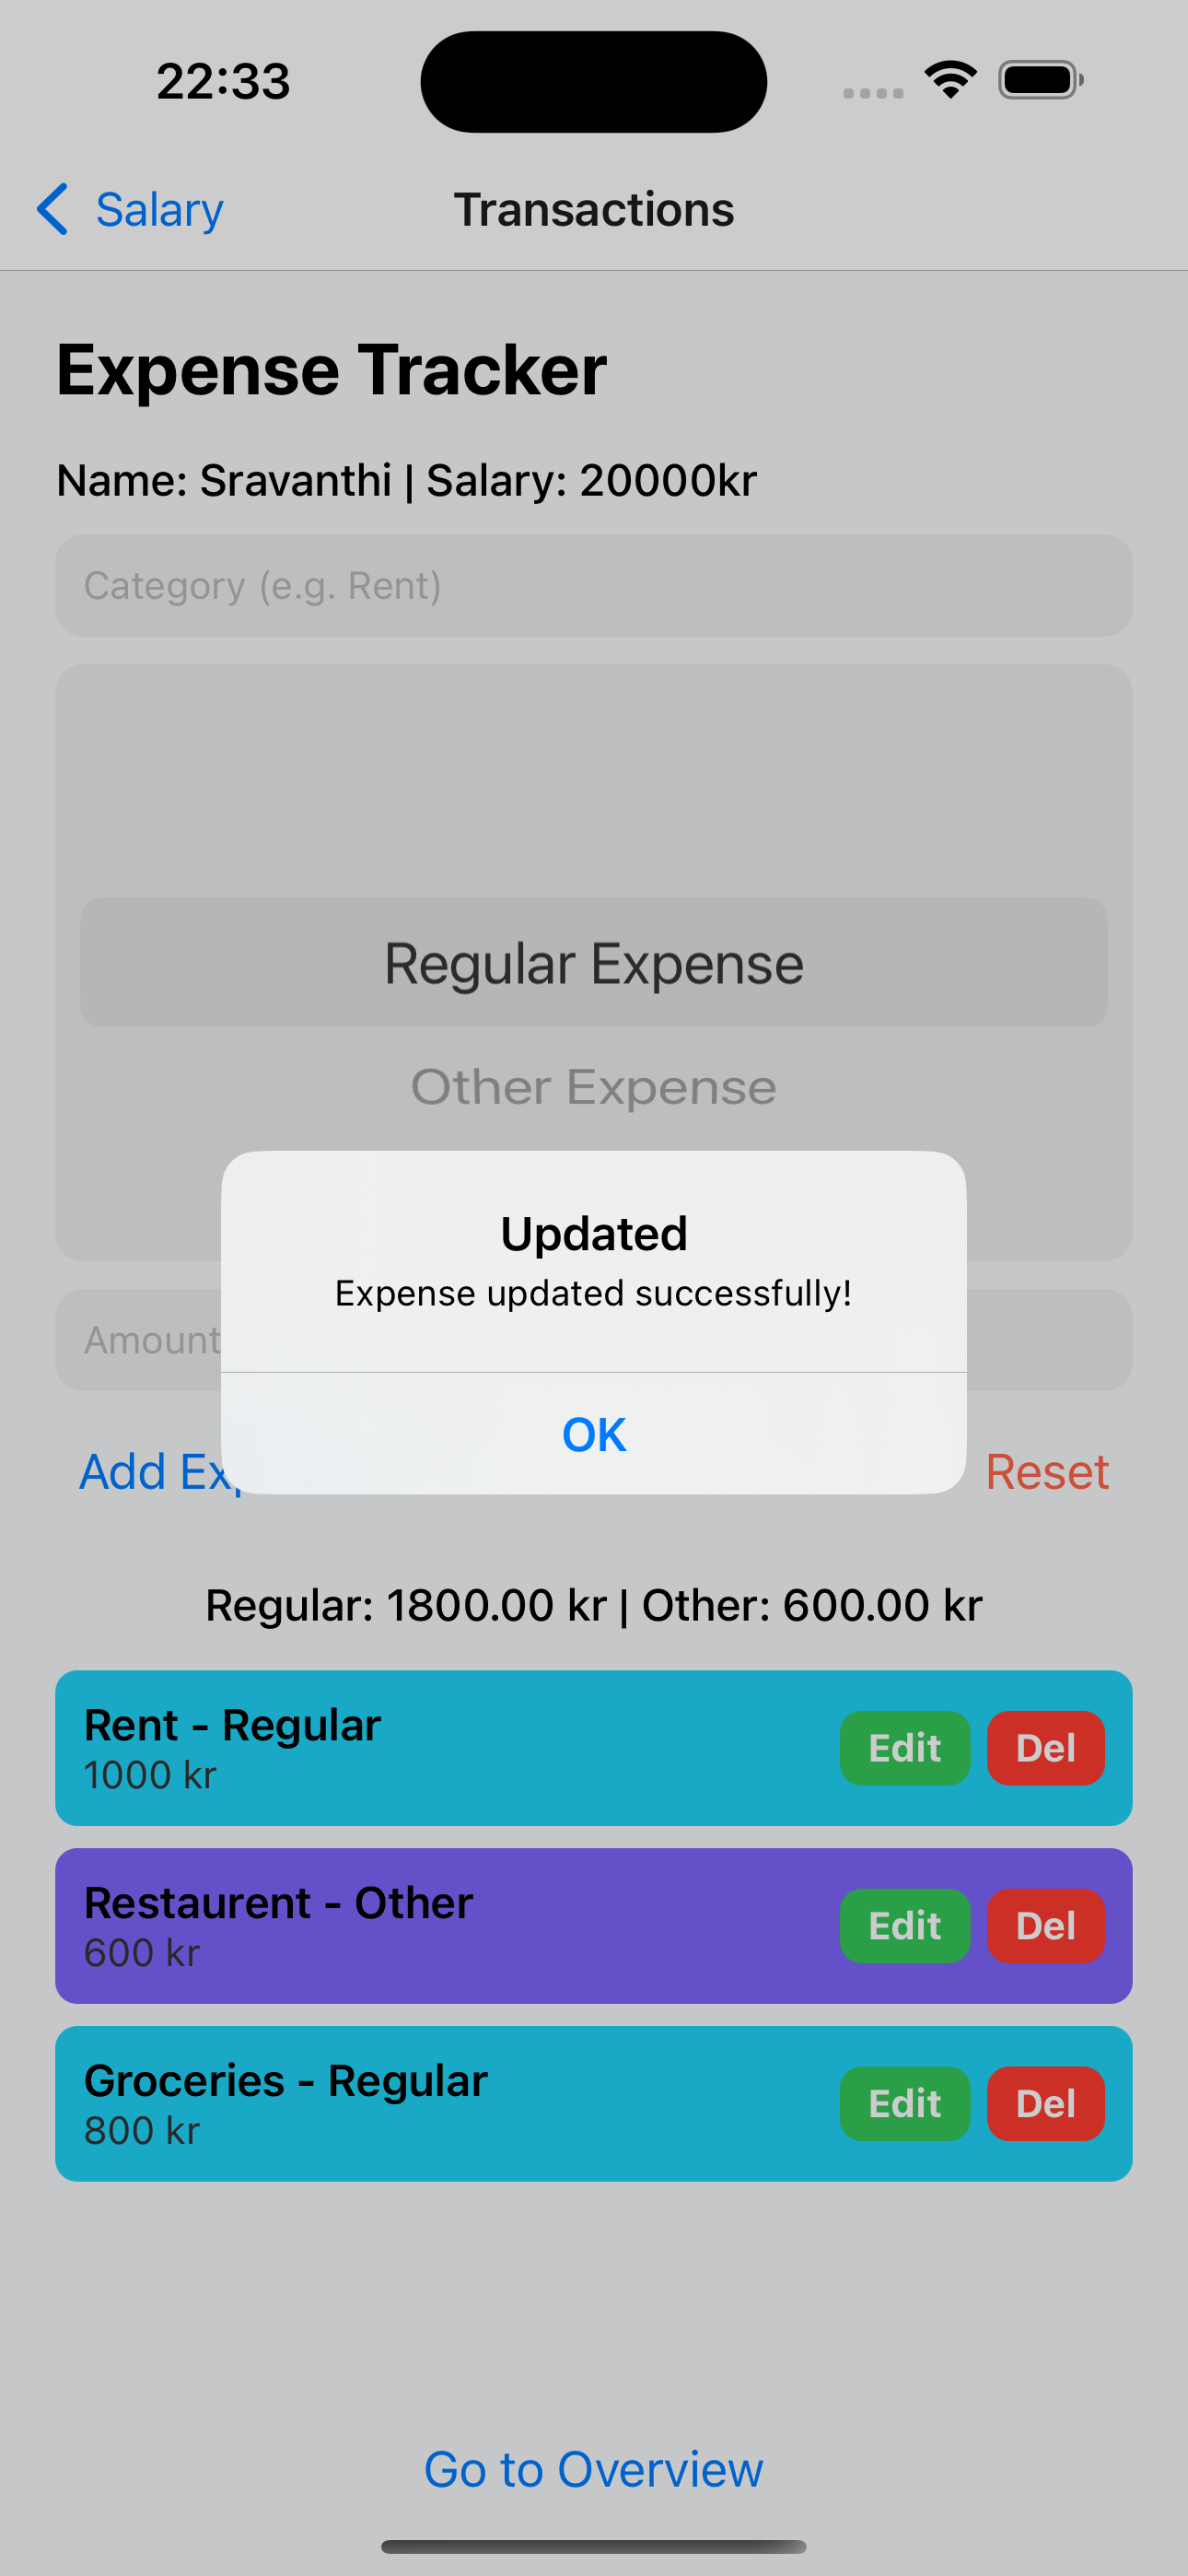 22:33
Salary
Transactions
Expense Tracker
Name: Sravanthi | Salary: 20000kr
Category (e.g. Rent)
Regular Expense
Other Expense
Updated
Expense updated successfully!
Amount
OK
Add
Reset
Regular: 1800.00 kr | Other: 600.00 kr
Rent - Regular
1000 kr
Edit
Del
Restaurent - Other
600 kr
Edit
Del
Groceries - Regular
800 kr
Edit
Del
Go to Overview